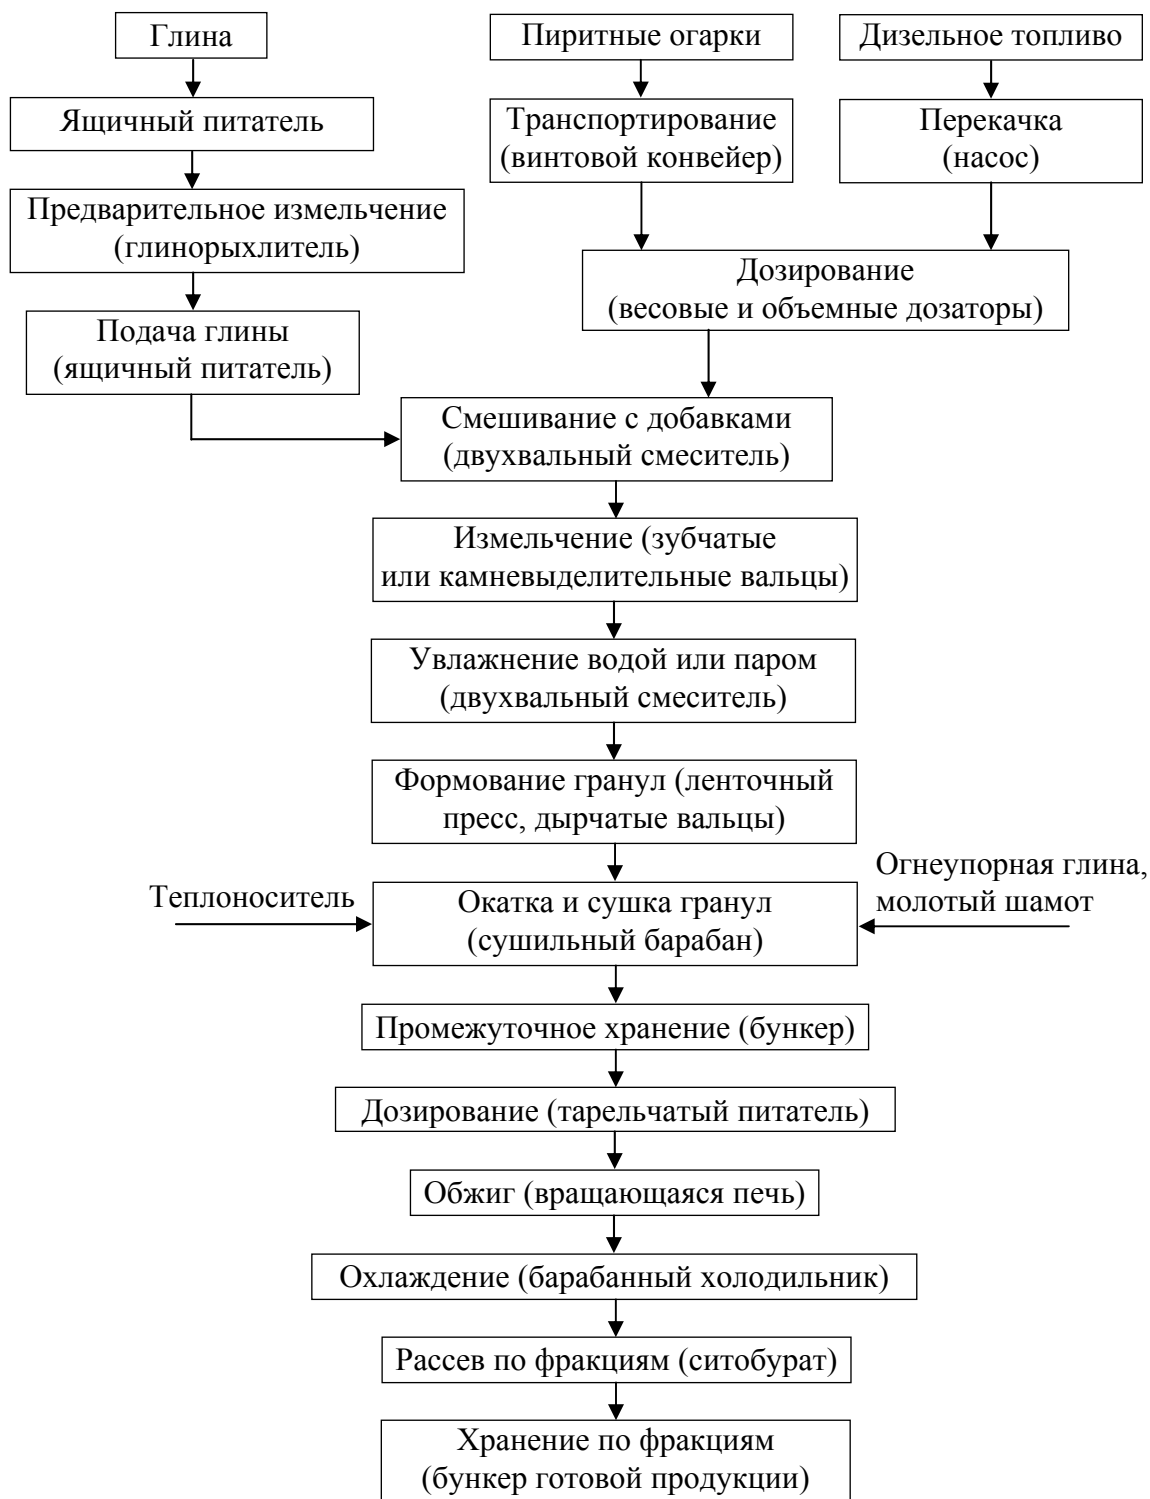 Глина
Пиритные огарки
Дизельное топливо
Ящичный питатель
Транспортирование
(винтовой конвейер)
Перекачка
(насос)
Предварительное измельчение
(глинорыхлитель)
Дозирование
(весовые и объемные дозаторы)
Подача глины
(ящичный питатель)
Смешивание с добавками
(двухвальный смеситель)
Измельчение (зубчатые
или камневыделительные вальцы)
Увлажнение водой или паром
(двухвальный смеситель)
Формование гранул (ленточный
пресс, дырчатые вальцы)
Теплоноситель
Окатка и сушка гранул
(сушильный барабан)
Огнеупорная глина,
молотый шамот
Промежуточное хранение (бункер)
Дозирование (тарельчатый питатель)
Обжиг (вращающаяся печь)
Охлаждение (барабанный холодильник)
Рассев по фракциям (ситобурат)
Хранение по фракциям
(бункер готовой продукции)